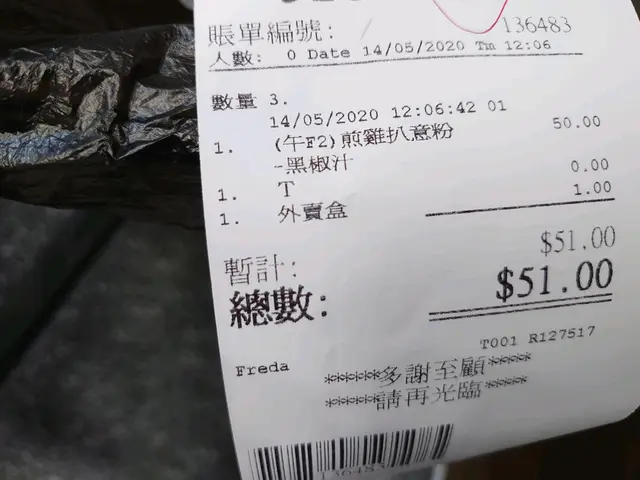 賬單編號: 136483
人數: 0 Date 14/05/2020 Tm 12:06
數量 3.
14/05/2020 12:06:42 01
1. (午F2)煎雞扒意粉 50.00
-黑椒汁
1. T 0.00
1. 外賣盒 1.00
暫計: $51.00
總數: $51.00
T001 R127517
Freda
******多謝至顧*****
******請再光臨*****
136483